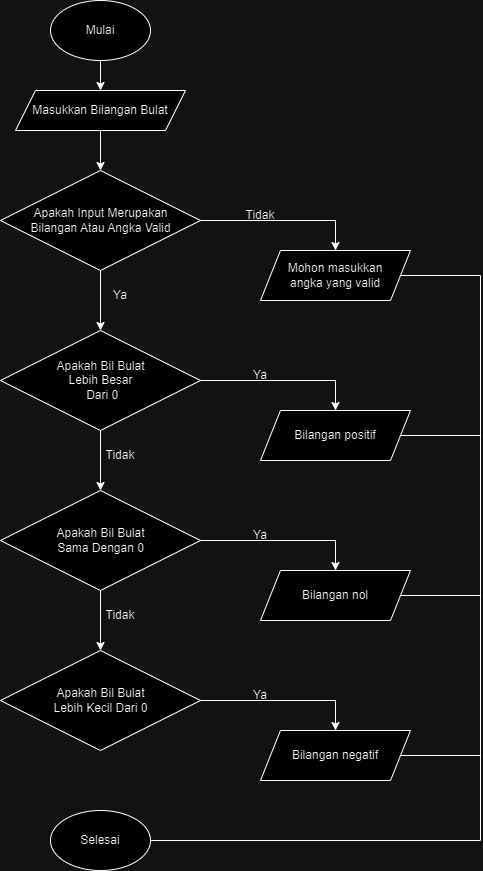 Mulai
Masukkan Bilangan Bulat
Apakah Input Merupakan
Bilangan Atau Angka Valid
Tidak
Mohon masukkan
angka yang valid
Ya
Apakah Bil Bulat
Lebih Besar
Dari 0
Ya
Bilangan positif
Tidak
Apakah Bil Bulat
Sama Dengan 0
Ya
Bilangan nol
Tidak
Apakah Bil Bulat
Lebih Kecil Dari 0
Ya
Bilangan negatif
Selesai